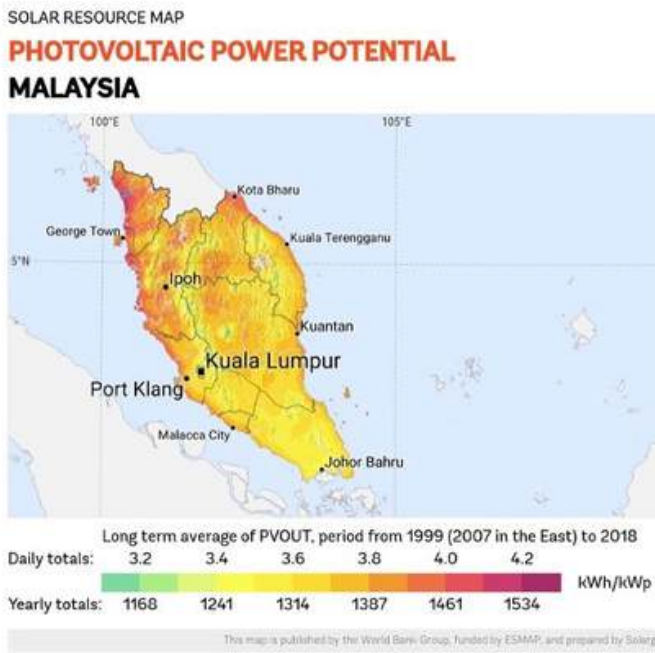 SOLAR RESOURCE MAP
PHOTOVOLTAIC POWER POTENTIAL
MALAYSIA
100°E 105°E
Kota Bharu
George Town
Kuala Terengganu
5°N
Ipoh
Kuantan
Kuala Lumpur
Port Klang
Malacca City
Johor Bahru
Long term average of PVOUT, period from 1999 (2007 in the East) to 2018
Daily totals: 3.2 3.4 3.6 3.8 4.0 4.2
kWh/kWp
Yearly totals: 1168 1241 1314 1387 1461 1534
This map is published by the World Bank Group, funded by ESMAP, and prepared by Solarg